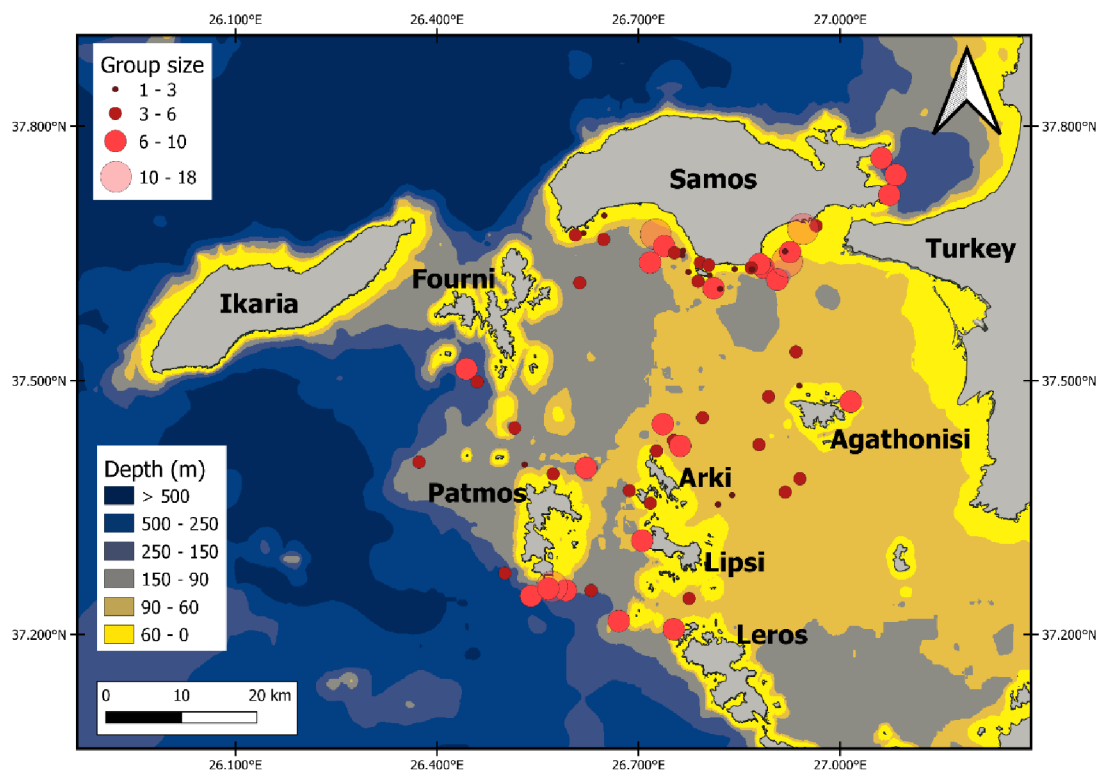 26.100°E 26.400°E 26.700°E 27.000°E
Group size
1 - 3
3 - 6
6 - 10
10 - 18
37.800°N 37.800°N
Samos
Turkey
Fourni
Ikaria
37.500°N 37.500°N
Agathonisi
Depth (m)
> 500
500 - 250
250 - 150
150 - 90
90 - 60
60 - 0
Arki
Patmos
Lipsi
Leros
37.200°N 37.200°N
0 10 20 km
26.100°E 26.400°E 26.700°E 27.000°E